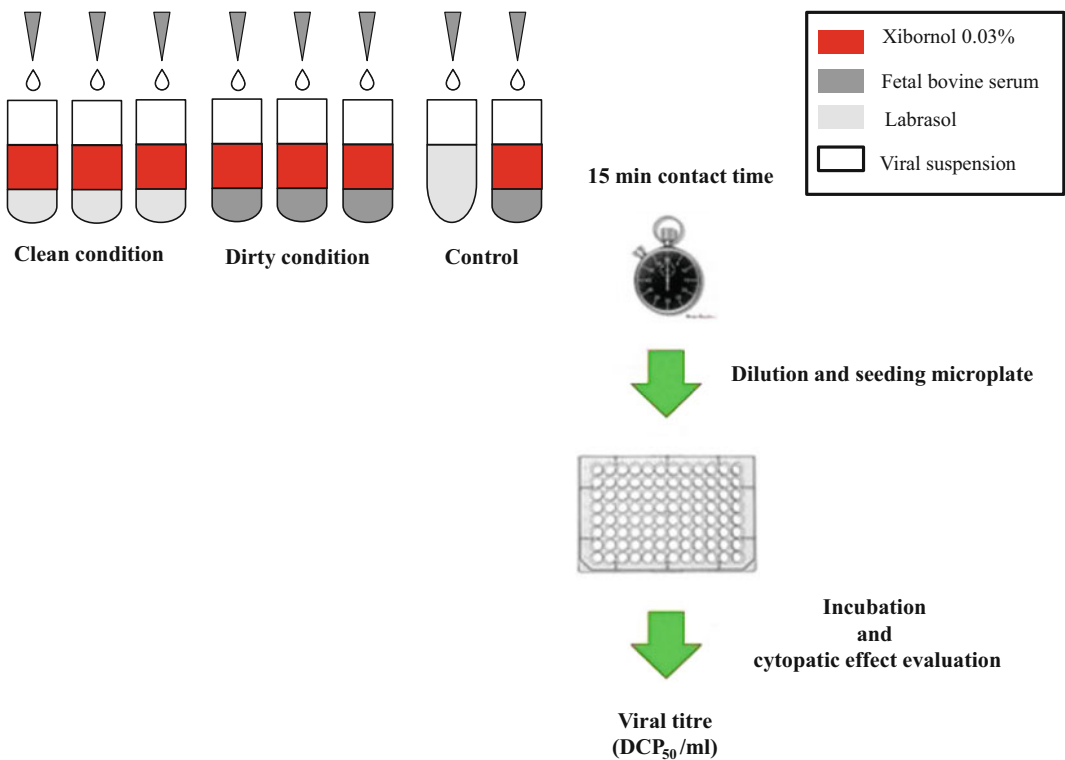 Xibornol 0.03%
Fetal bovine serum
Labrasol
Viral suspension
15 min contact time
Clean condition
Dirty condition
Control
Dilution and seeding microplate
Incubation
and
cytopatic effect evaluation
Viral titre
(DCP50/ml)